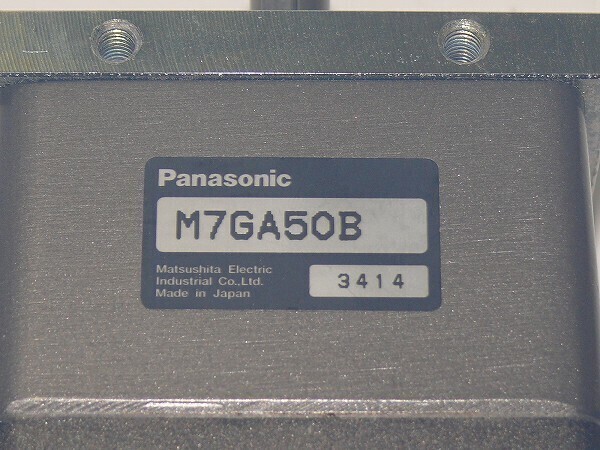 Panasonic
M7GA50B
Matsushita Electric
Industrial Co.,Ltd.
Made in Japan
3414